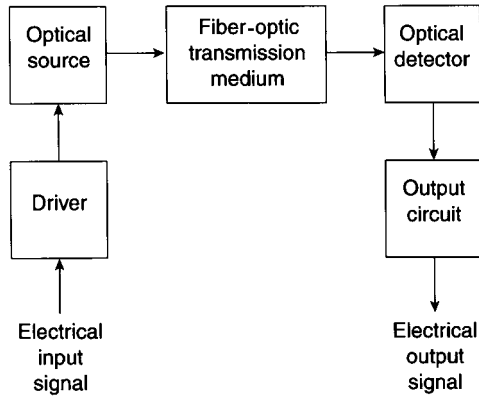 Optical
source
Fiber-optic
transmission
medium
Optical
detector
Driver
Output
circuit
Electrical
input
signal
Electrical
output
signal